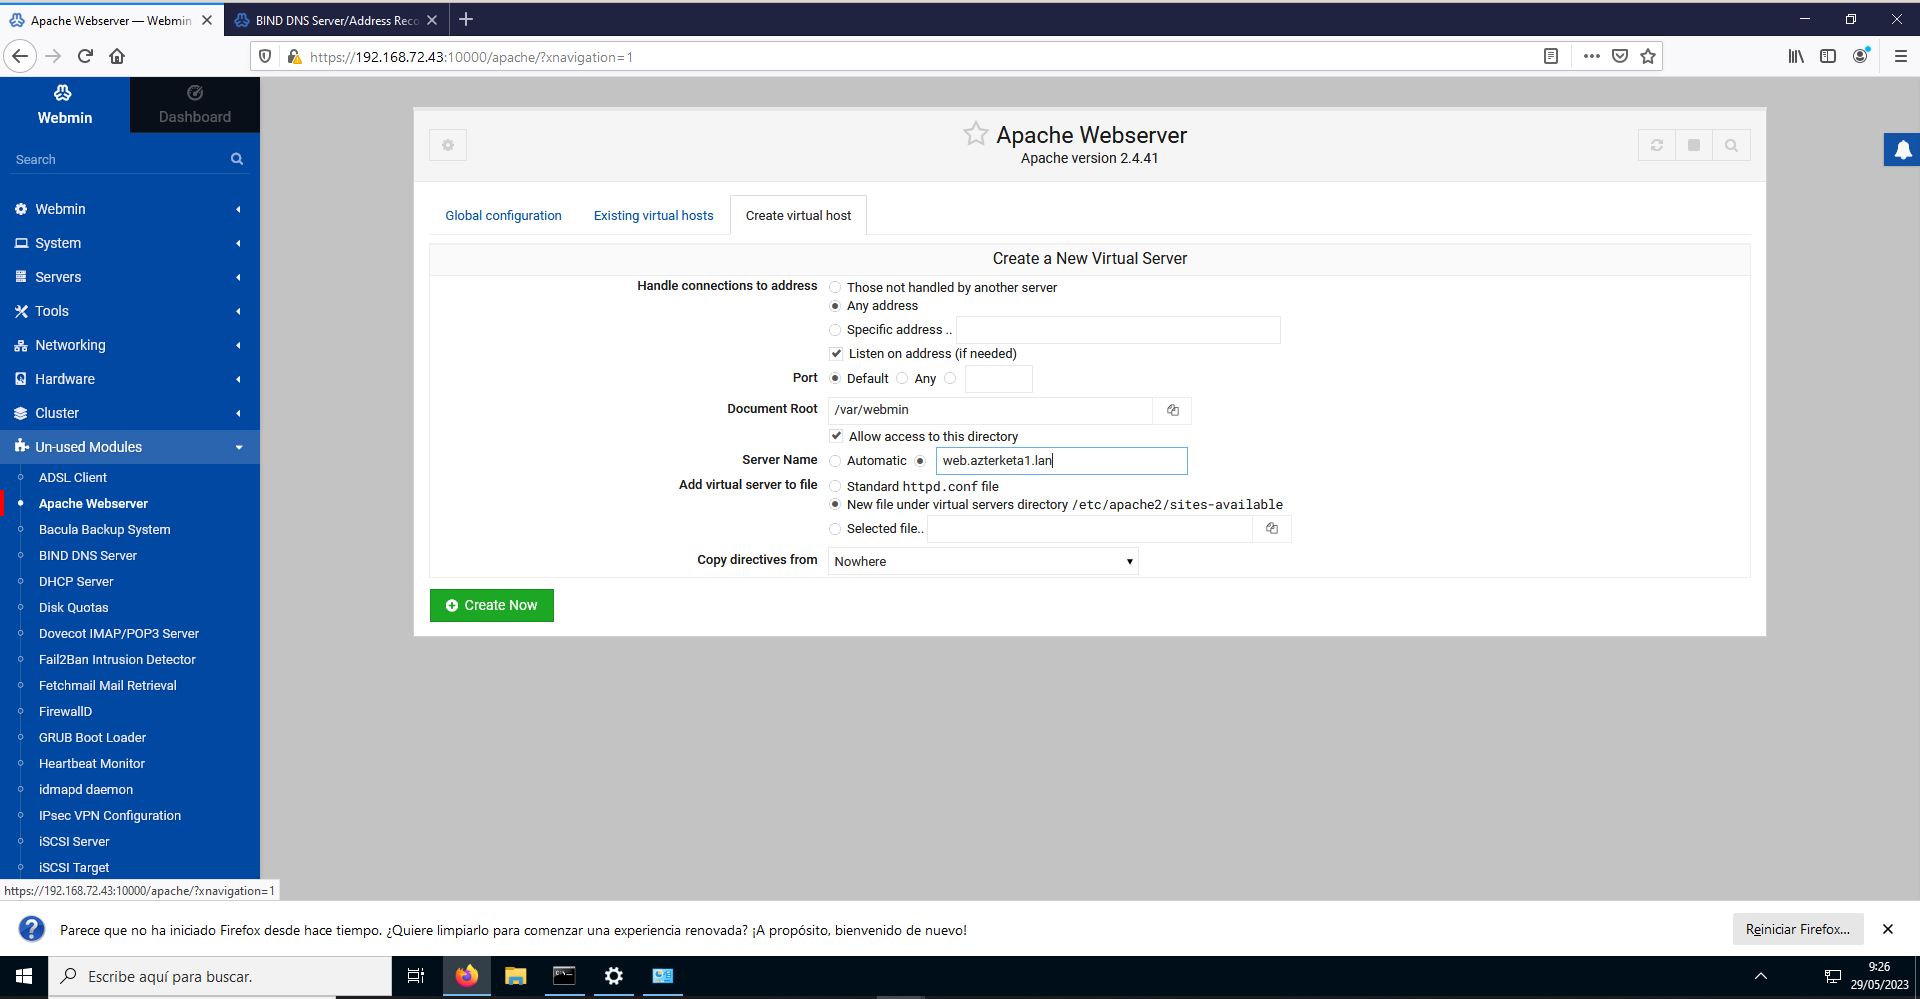 Apache Webserver — Webmin
BIND DNS Server/Address Reco
https://192.168.72.43:10000/apache/?xnavigation=1
Webmin
Dashboard
Search
Webmin
System
Servers
Tools
Networking
Hardware
Cluster
Un-used Modules
ADSL Client
Apache Webserver
Bacula Backup System
BIND DNS Server
DHCP Server
Disk Quotas
Dovecot IMAP/POP3 Server
Fail2Ban Intrusion Detector
Fetchmail Mail Retrieval
FirewallD
GRUB Boot Loader
Heartbeat Monitor
idmapd daemon
IPsec VPN Configuration
iSCSI Server
iSCSI Target
https://192.168.72.43:10000/apache/?xnavigation=1
Apache Webserver
Apache version 2.4.41
Global configuration Existing virtual hosts Create virtual host
Create a New Virtual Server
Handle connections to address Those not handled by another server
Any address
Specific address ..
Listen on address (if needed)
Port Default Any
Document Root /var/webmin
Allow access to this directory
Server Name Automatic web.azterketa1.lan
Add virtual server to file Standard httpd.conf file
New file under virtual servers directory /etc/apache2/sites-available
Selected file..
Copy directives from Nowhere
Create Now
Parece que no ha iniciado Firefox desde hace tiempo. ¿Quiere limpiarlo para comenzar una experiencia renovada? ¡A propósito, bienvenido de nuevo!
Reiniciar Firefox...
Escribe aquí para buscar.
9:26
29/05/2023